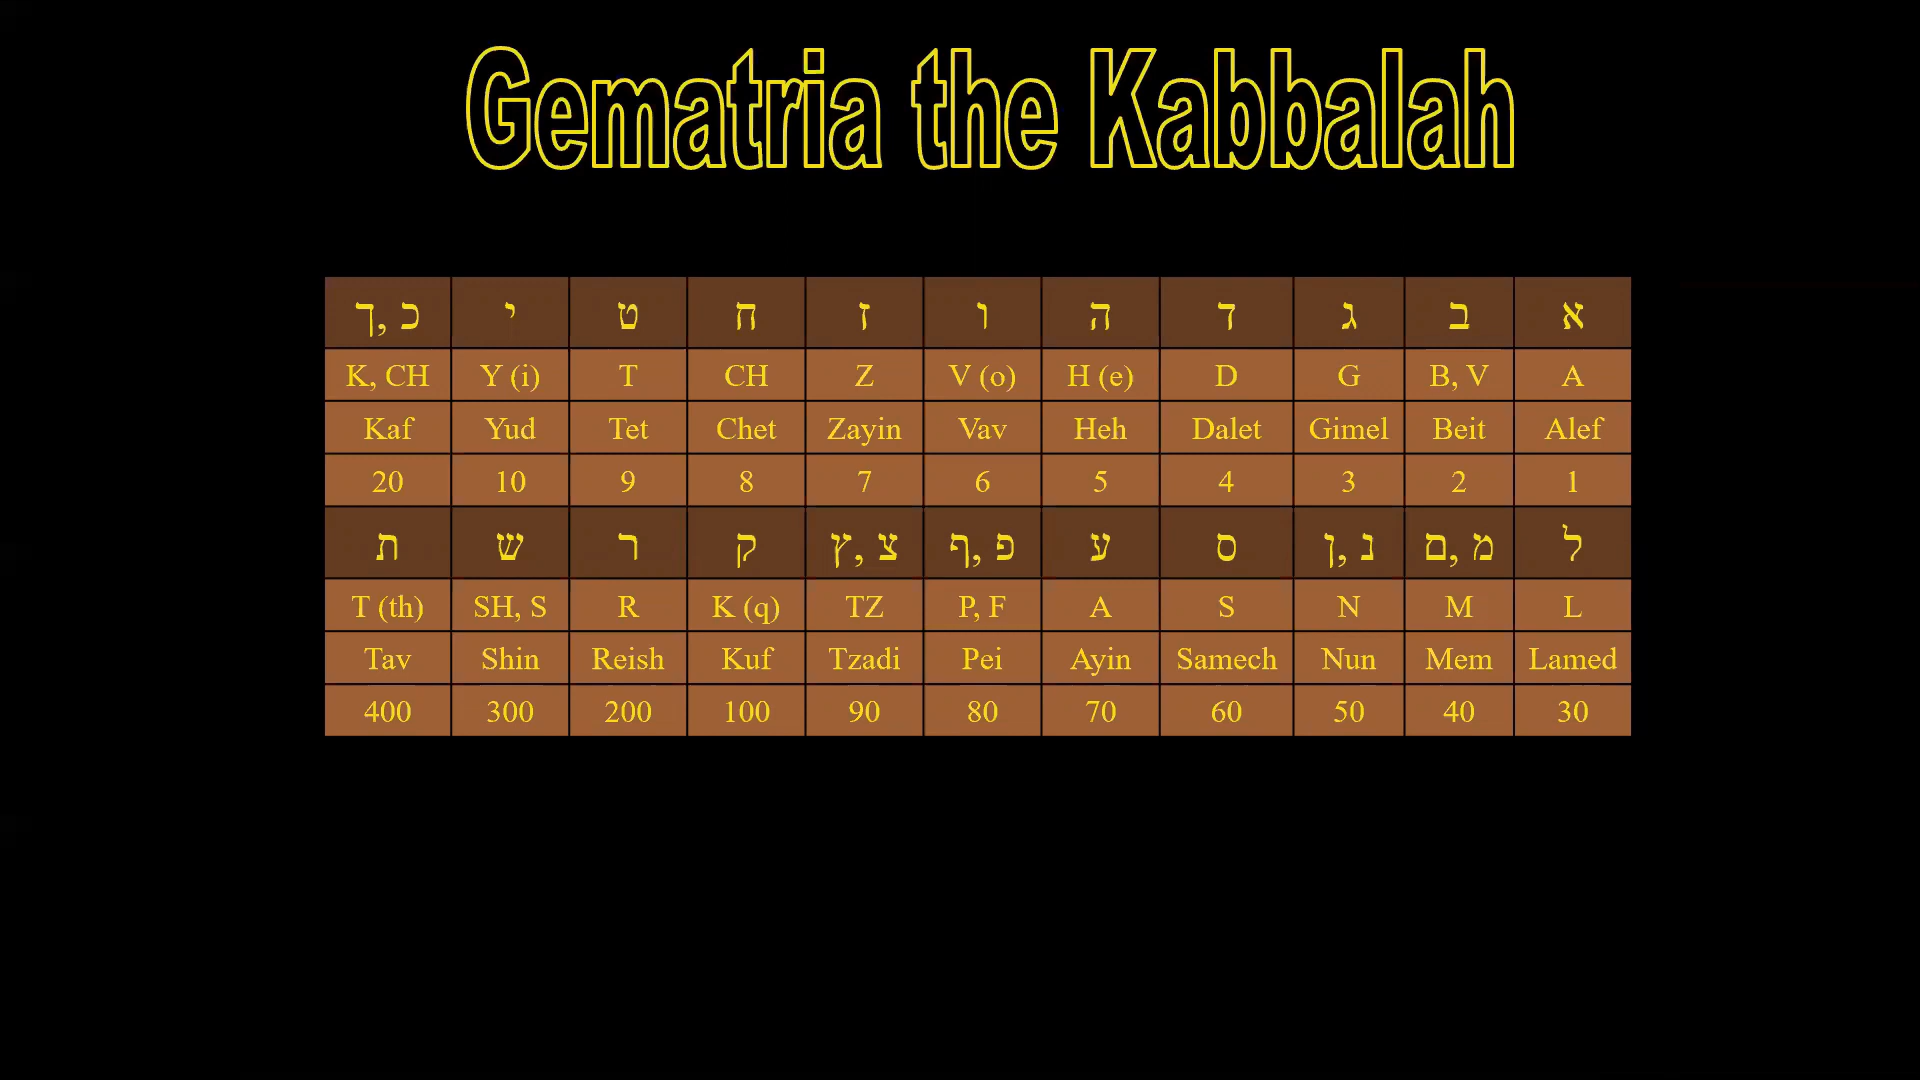 Gematria the Kabbalah
ך, כ י ט ח ז ו ה ד ג ב א
K, CH Y (i) T CH Z V (o) H (e) D G B, V A
Kaf Yud Tet Chet Zayin Vav Heh Dalet Gimel Beit Alef
20 10 9 8 7 6 5 4 3 2 1
ת ש ר ק ץ, צ ף, פ ע ס ן, נ ם, מ ל
T (th) SH, S R K (q) TZ P, F A S N M L
Tav Shin Reish Kuf Tzadi Pei Ayin Samech Nun Mem Lamed
400 300 200 100 90 80 70 60 50 40 30